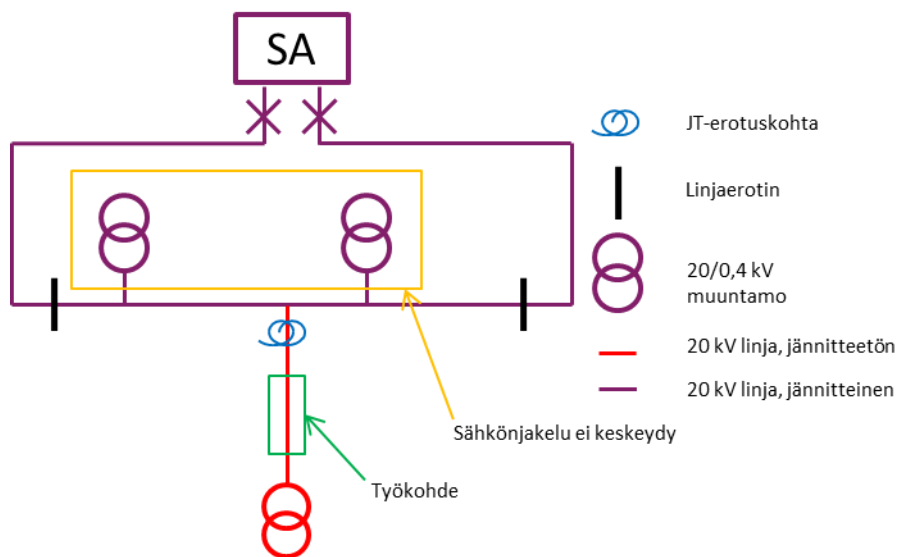 SA
JT-erotuskohta
Linjaerotin
20/0,4 kV
muuntamo
20 kV linja, jännitteetön
20 kV linja, jännitteinen
Sähkönjakelu ei keskeydy
Työkohde